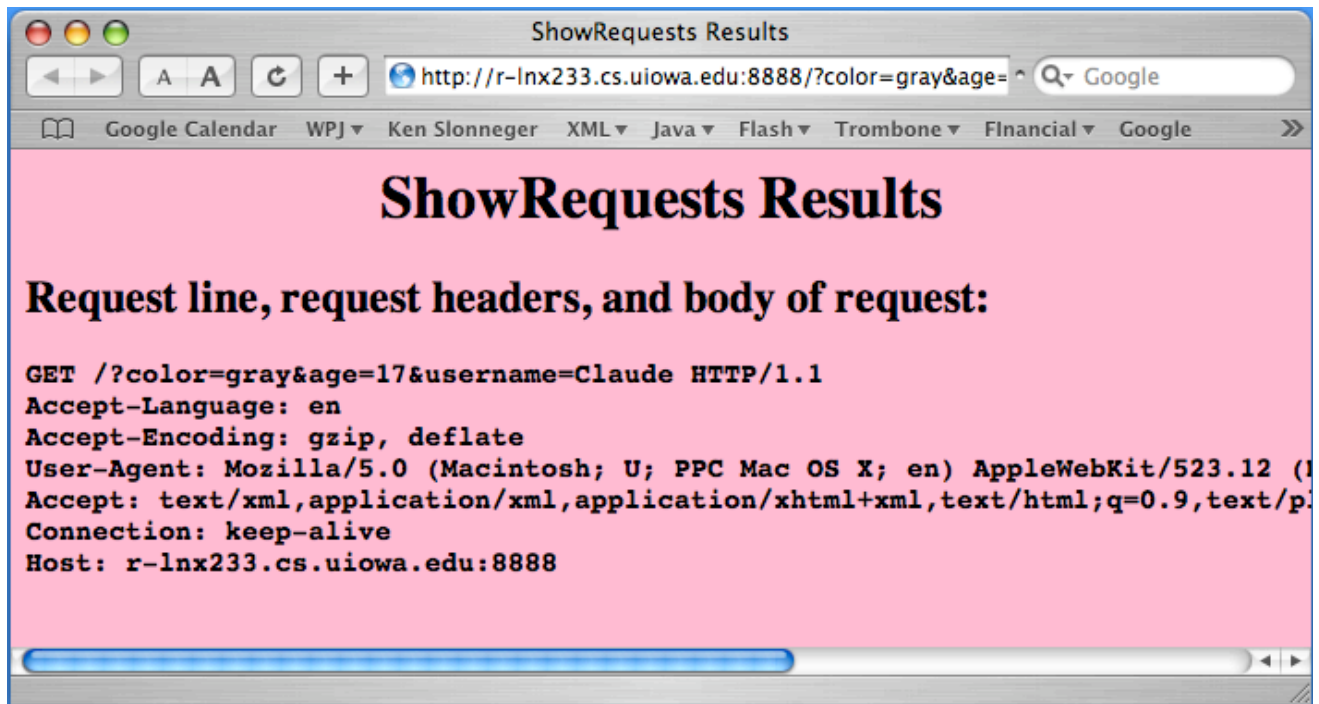 ShowRequests Results
A A + http://r-lnx233.cs.uiowa.edu:8888/?color=gray&age= Google
Google Calendar WPJ Ken Slonneger XML Java Flash Trombone FInancial Google
ShowRequests Results
Request line, request headers, and body of request:
GET /?color=gray&age=17&username=Claude HTTP/1.1
Accept-Language: en
Accept-Encoding: gzip, deflate
User-Agent: Mozilla/5.0 (Macintosh; U; PPC Mac OS X; en) AppleWebKit/523.12 (
Accept: text/xml,application/xml,application/xhtml+xml,text/html;q=0.9,text/p
Connection: keep-alive
Host: r-lnx233.cs.uiowa.edu:8888